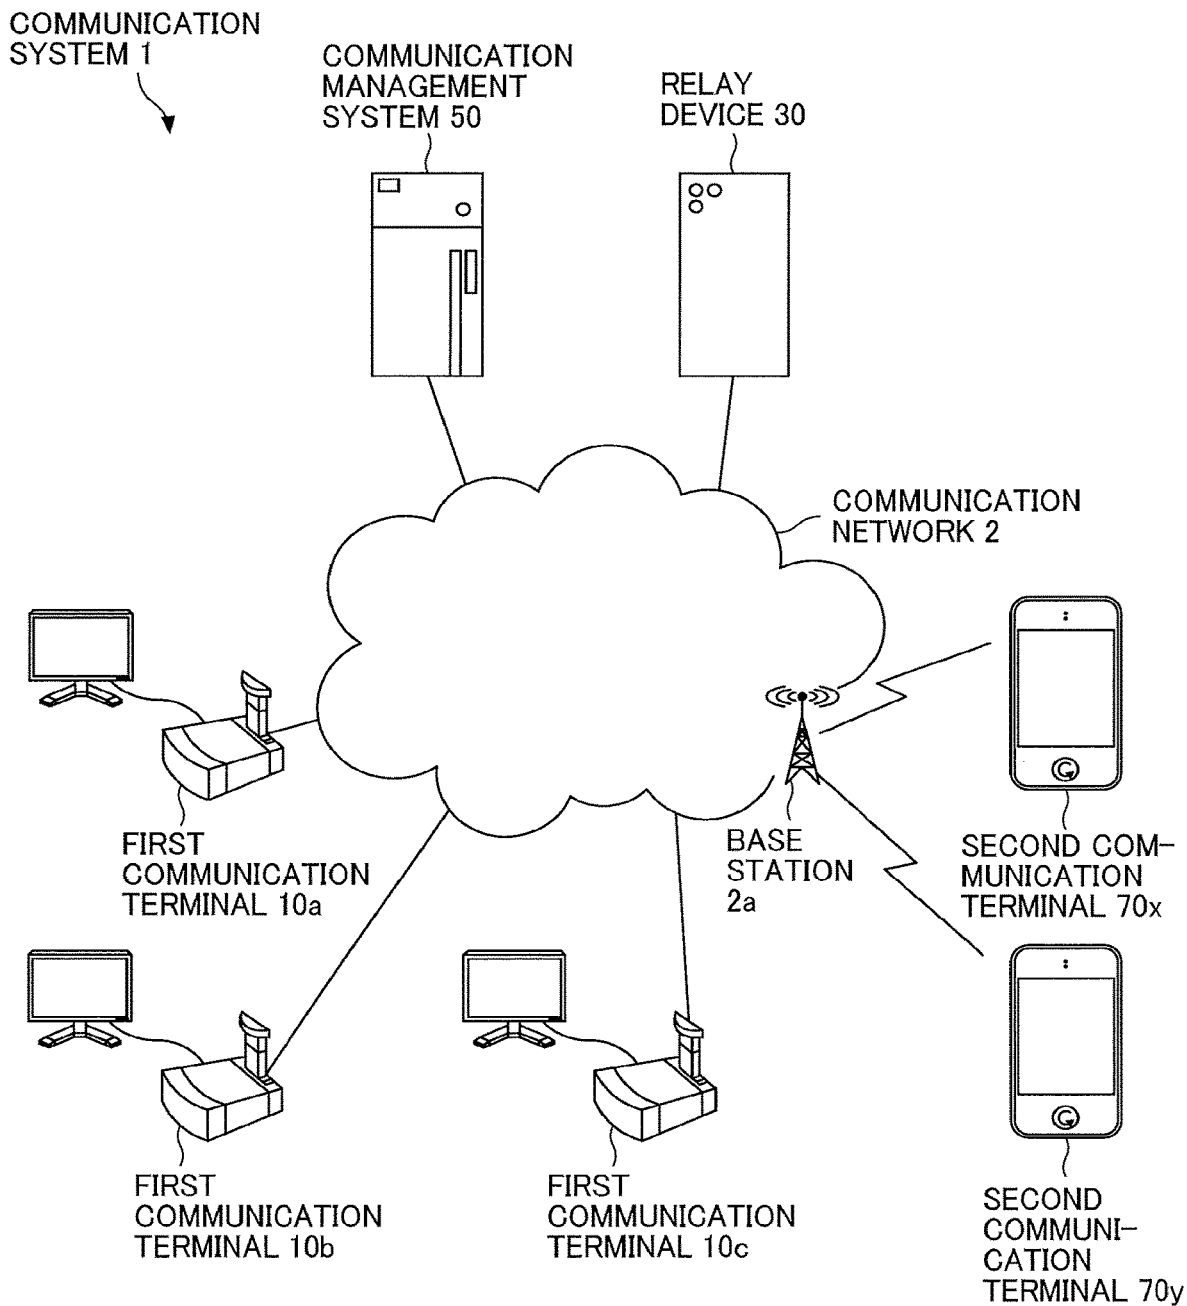 COMMUNICATION
SYSTEM 1
COMMUNICATION
MANAGEMENT
SYSTEM 50
RELAY
DEVICE 30
COMMUNICATION
NETWORK 2
FIRST
COMMUNICATION
TERMINAL 10a
BASE
STATION
2a
SECOND COM-
MUNICATION
TERMINAL 70x
FIRST
COMMUNICATION
TERMINAL 10b
FIRST
COMMUNICATION
TERMINAL 10c
SECOND
COMMUNI-
CATION
TERMINAL 70y